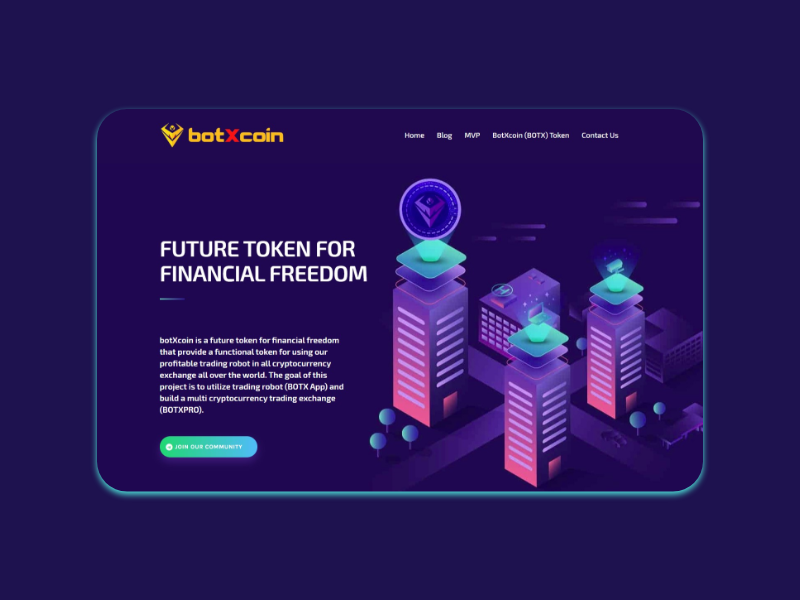 botXcoin
Home Blog MVP BotXcoin (BOTX) Token Contact Us
FUTURE TOKEN FOR
FINANCIAL FREEDOM
botXcoin is a future token for financial freedom
that provide a functional token for using our
profitable trading robot in all cryptocurrency
exchange all over the world. The goal of this
project is to utilize trading robot (BOTX App) and
build a multi cryptocurrency trading exchange
(BOTXPRO).
JOIN OUR COMMUNITY